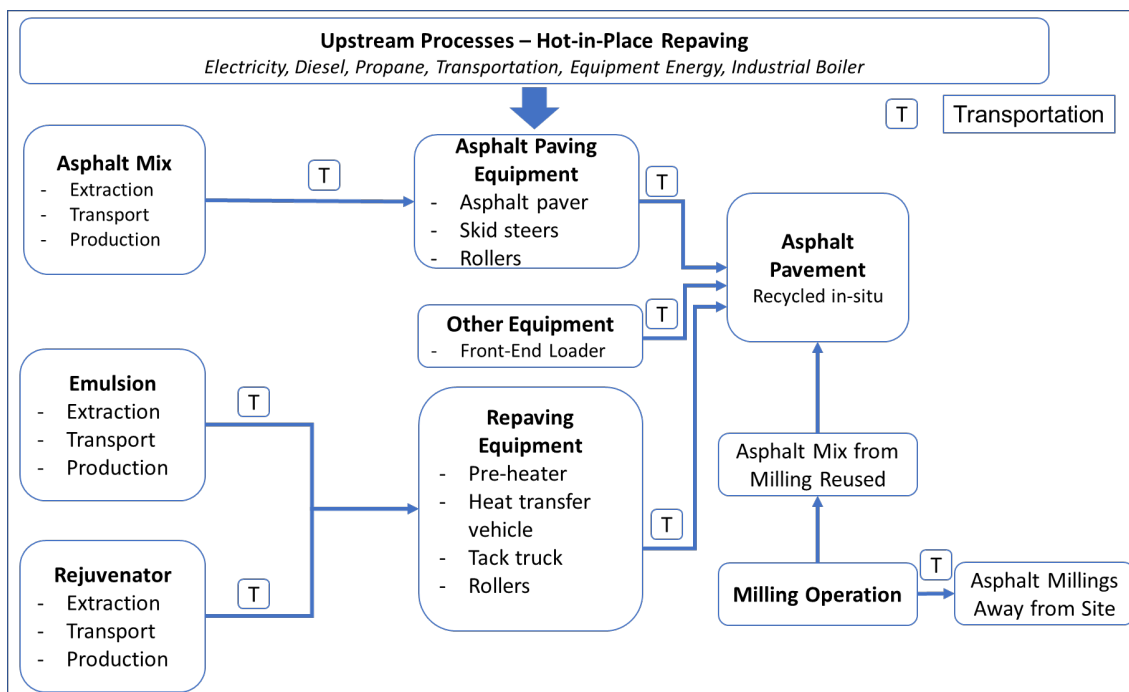 Upstream Processes – Hot-in-Place Repaving
Electricity, Diesel, Propane, Transportation, Equipment Energy, Industrial Boiler
T
Transportation
Asphalt Mix
- Extraction
- Transport
- Production
T
Asphalt Paving
Equipment
- Asphalt paver
- Skid steers
- Rollers
T
Asphalt
Pavement
Recycled in-situ
Other Equipment
- Front-End Loader
T
Emulsion
- Extraction
- Transport
- Production
T
Repaving
Equipment
- Pre-heater
- Heat transfer
vehicle
- Tack truck
- Rollers
T
Asphalt Mix from
Milling Reused
Rejuvenator
- Extraction
- Transport
- Production
T
Milling Operation
T
Asphalt Millings
Away from Site